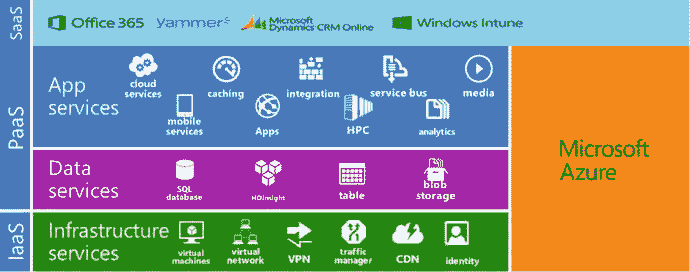 SaaS
Office 365
yammer
Microsoft
Dynamics CRM Online
Windows Intune
PaaS
App
services
cloud
services
caching
integration
service bus
media
mobile
services
Apps
HPC
analytics
Data
services
SQL
database
HDInsight
table
blob
storage
IaaS
Infrastructure
services
virtual
machines
virtual
network
VPN
traffic
manager
CDN
identity
Microsoft
Azure